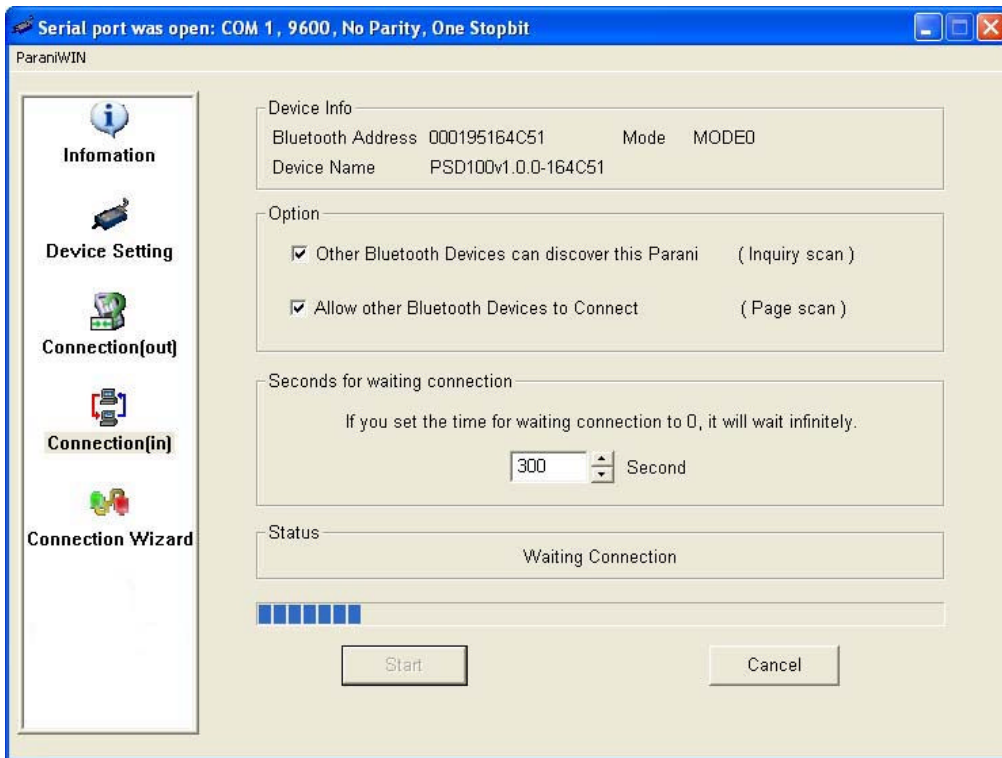 Serial port was open: COM 1, 9600, No Parity, One Stopbit
ParaniWIN
Infomation
Device Setting
Connection(out)
Connection(in)
Connection Wizard
Device Info
Bluetooth Address 000195164C51 Mode MODE0
Device Name PSD100v1.0.0-164C51
Option
Other Bluetooth Devices can discover this Parani ( Inquiry scan )
Allow other Bluetooth Devices to Connect ( Page scan )
Seconds for waiting connection
If you set the time for waiting connection to 0, it will wait infinitely.
300 Second
Status
Waiting Connection
Start Cancel